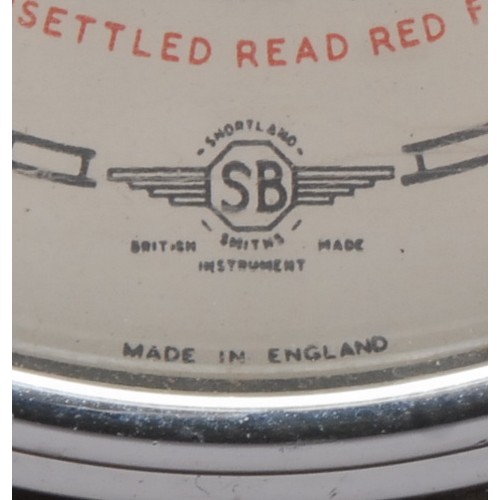 SETTLED READ RED F
SHORTLAND
SB
SMITHS
BRITISH MADE
INSTRUMENT
MADE IN ENGLAND